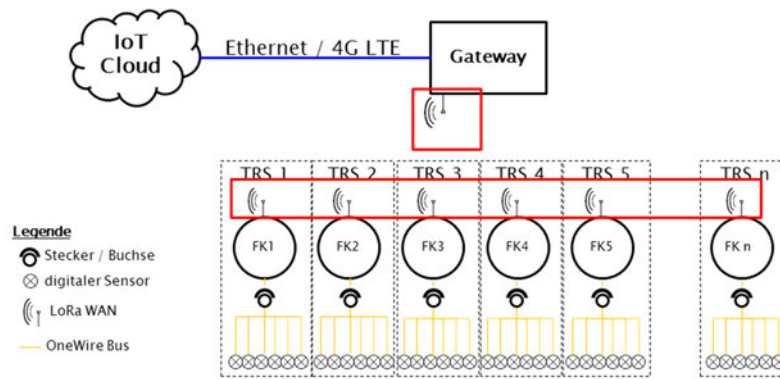 IoT
Cloud
Ethernet / 4G LTE
Gateway
TRS 1
TRS 2
TRS 3
TRS 4
TRS 5
TRS n
FK1
FK2
FK3
FK4
FK5
FK n
Legende
Stecker / Buchse
digitaler Sensor
LoRa WAN
OneWire Bus